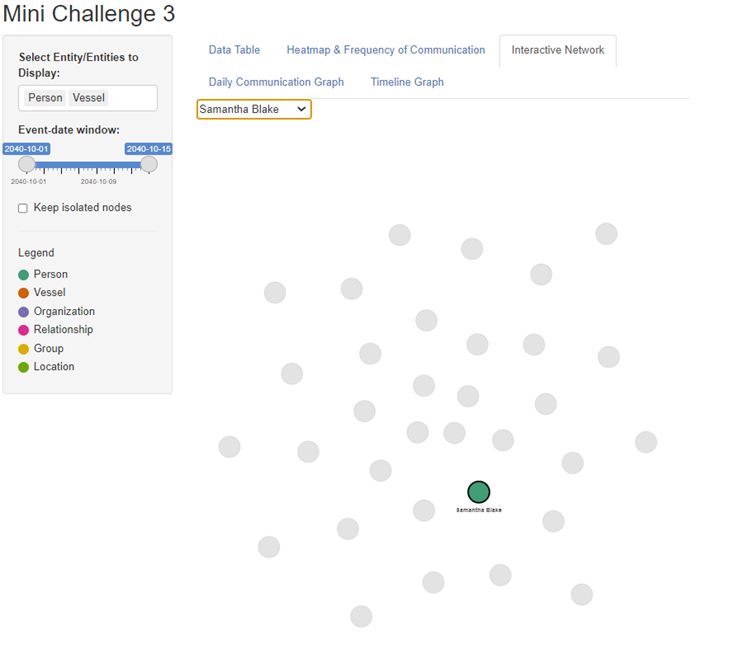 Mini Challenge 3
Select Entity/Entities to
Display:
Person Vessel
Event-date window:
2040-10-01 2040-10-15
2040-10-01 2040-10-09
Keep isolated nodes
Legend
Person
Vessel
Organization
Relationship
Group
Location
Data Table Heatmap & Frequency of Communication Interactive Network
Daily Communication Graph Timeline Graph
Samantha Blake
Samantha Blake